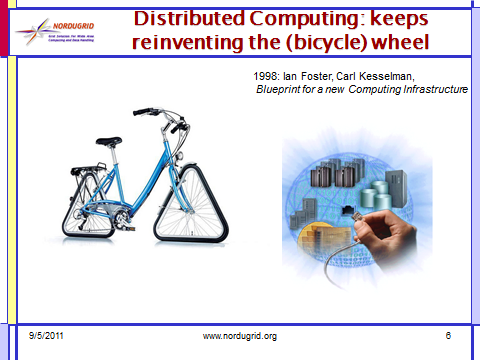 NORDUGRID
Grid Solution for Wide Area
Computing and Data Handling
Distributed Computing: keeps
reinventing the (bicycle) wheel
1998: Ian Foster, Carl Kesselman,
Blueprint for a new Computing Infrastructure
9/5/2011
www.nordugrid.org
6